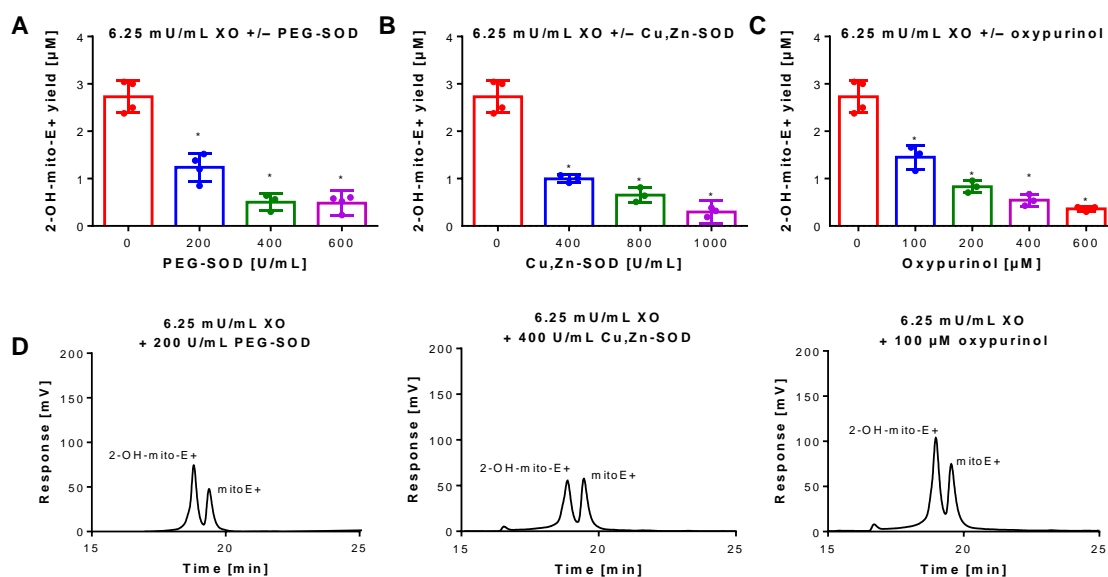 A
6.25 mU/mL XO +/– PEG-SOD
2-OH-mito-E+ yield [µM]
4
3
2
1
0
*
*
*
0 200 400 600
PEG-SOD [U/mL]
B
6.25 mU/mL XO +/– Cu,Zn-SOD
2-OH-mito-E+ yield [µM]
4
3
2
1
0
*
*
*
0 400 800 1000
Cu,Zn-SOD [U/mL]
C
6.25 mU/mL XO +/– oxypurinol
2-OH-mito-E+ yield [µM]
4
3
2
1
0
*
*
*
*
0 100 200 400 600
Oxypurinol [µM]
D
6.25 mU/mL XO
+ 200 U/mL PEG-SOD
Response [mV]
200
150
100
50
0
2-OH-mito-E+
mitoE+
15 20 25
Time [min]
6.25 mU/mL XO
+ 400 U/mL Cu,Zn-SOD
Response [mV]
200
150
100
50
0
2-OH-mito-E+
mitoE+
15 20 25
Time [min]
6.25 mU/mL XO
+ 100 µM oxypurinol
Response [mV]
200
150
100
50
0
2-OH-mito-E+
mitoE+
15 20 25
Time [min]